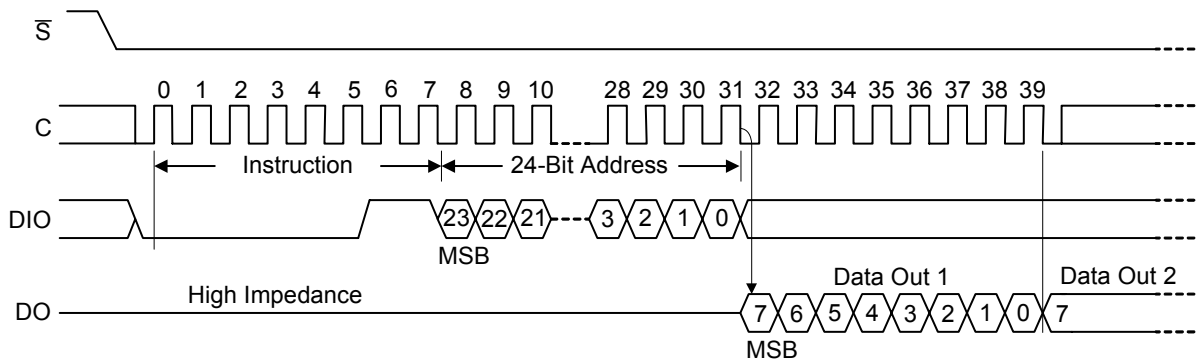 S̅
0 1 2 3 4 5 6 7 8 9 10 28 29 30 31 32 33 34 35 36 37 38 39
C
Instruction 24-Bit Address
DIO 23 22 21 3 2 1 0
MSB
Data Out 1 Data Out 2
High Impedance
DO 7 6 5 4 3 2 1 0 7
MSB